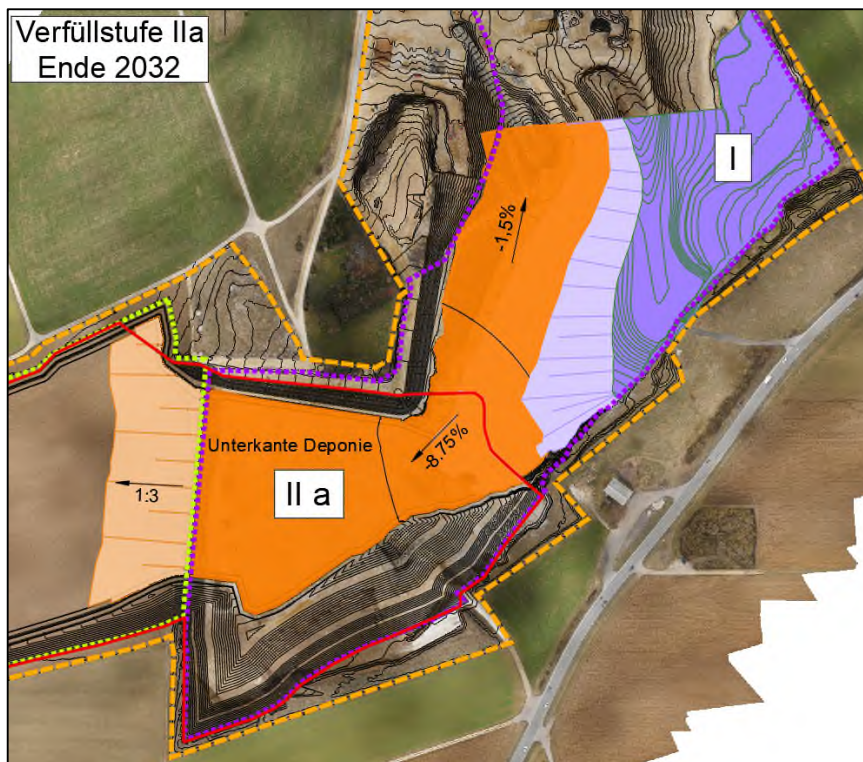 Verfüllstufe IIa
Ende 2032
I
-1,5%
Unterkante Deponie
-8.75%
II a
1:3